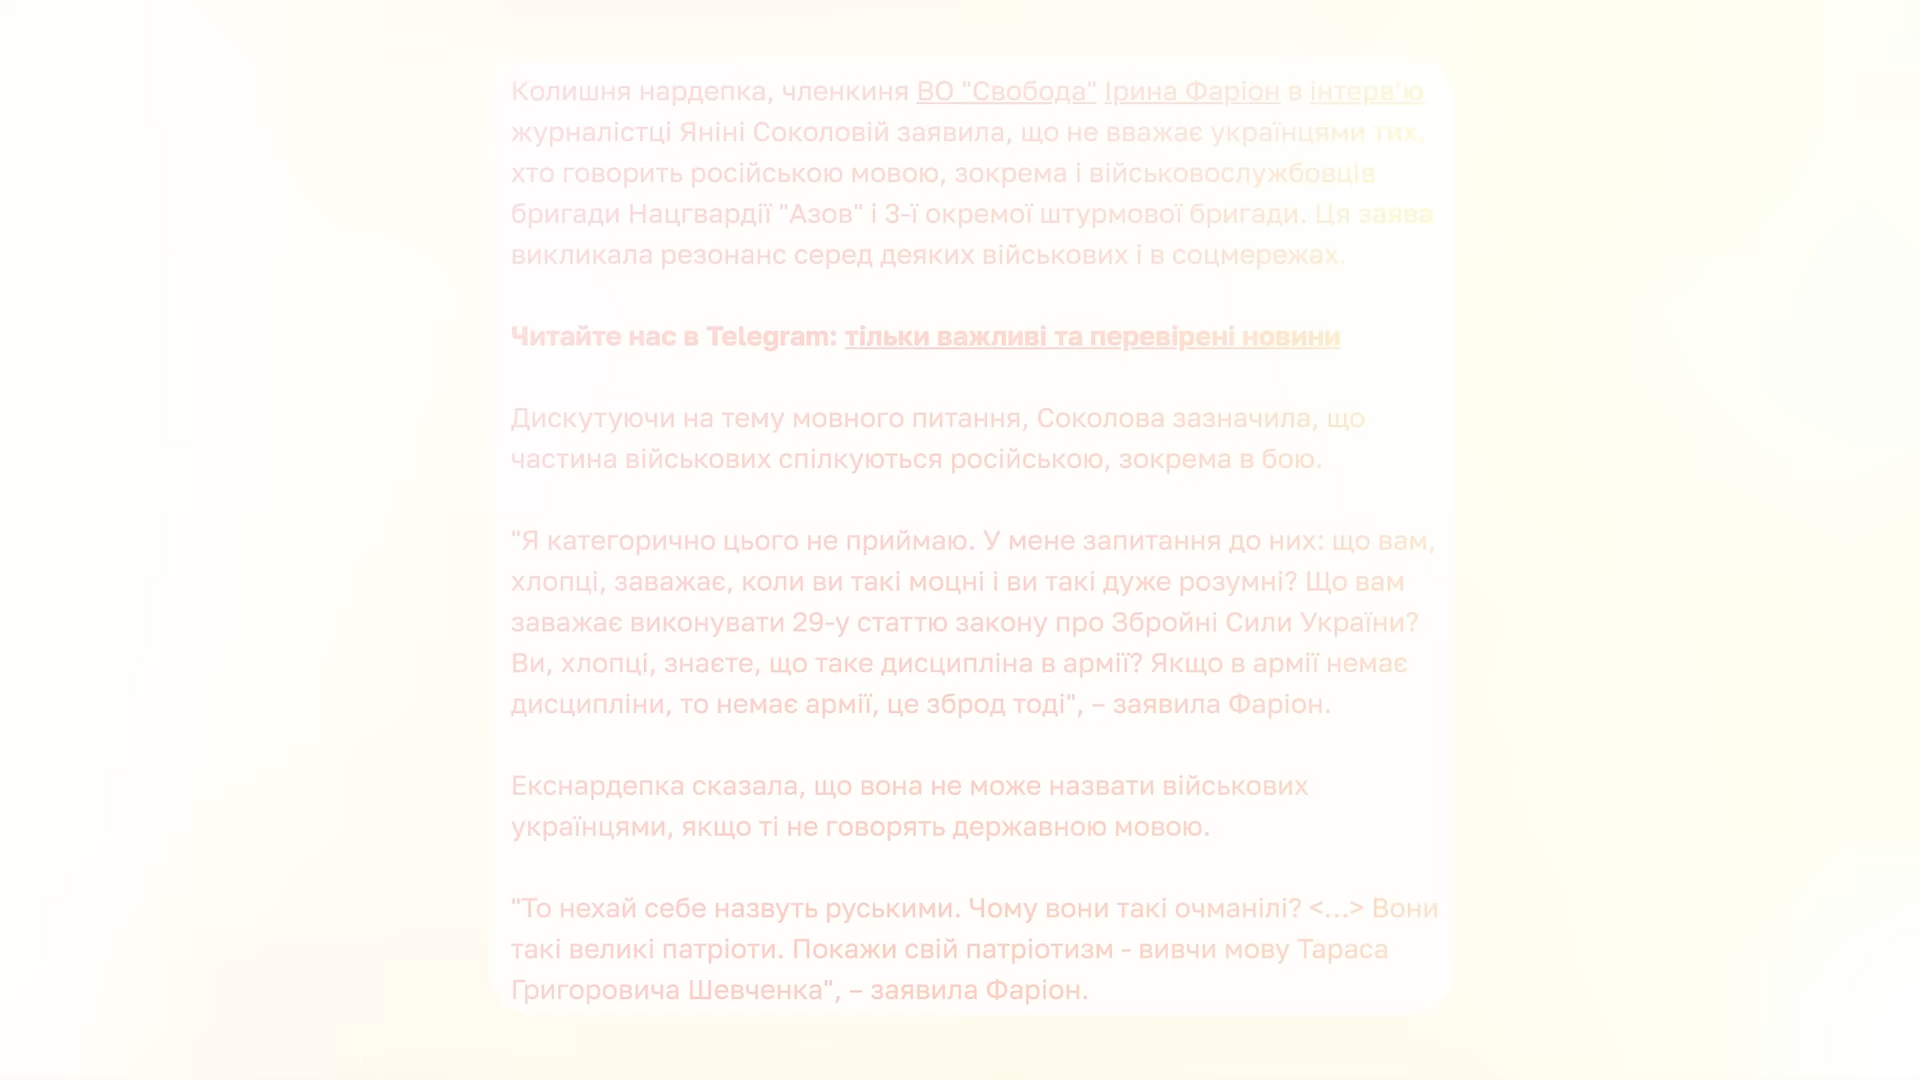 Колишня нардепка, членкиня ВО "Свобода" Ірина Фаріон в інтерв'ю
журналістці Яніні Соколовій заявила, що не вважає українцями тих,
хто говорить російською мовою, зокрема і військовослужбовців
бригади Нацгвардії "Азов" і 3-ї окремої штурмової бригади. Ця заява
викликала резонанс серед деяких військових і в соцмережах.
Читайте нас в Telegram: тільки важливі та перевірені новини
Дискутуючи на тему мовного питання, Соколова зазначила, що
частина військових спілкуються російською, зокрема в бою.
"Я категорично цього не приймаю. У мене запитання до них: що вам,
хлопці, заважає, коли ви такі моцні і ви такі дуже розумні? Що вам
заважає виконувати 29-у статтю закону про Збройні Сили України?
Ви, хлопці, знаєте, що таке дисципліна в армії? Якщо в армії немає
дисципліни, то немає армії, це зброд тоді", – заявила Фаріон.
Екснардепка сказала, що вона не може назвати військових
українцями, якщо ті не говорять державною мовою.
"То нехай себе назвуть руськими. Чому вони такі очманілі? <...> Вони
такі великі патріоти. Покажи свій патріотизм - вивчи мову Тараса
Григоровича Шевченка", – заявила Фаріон.